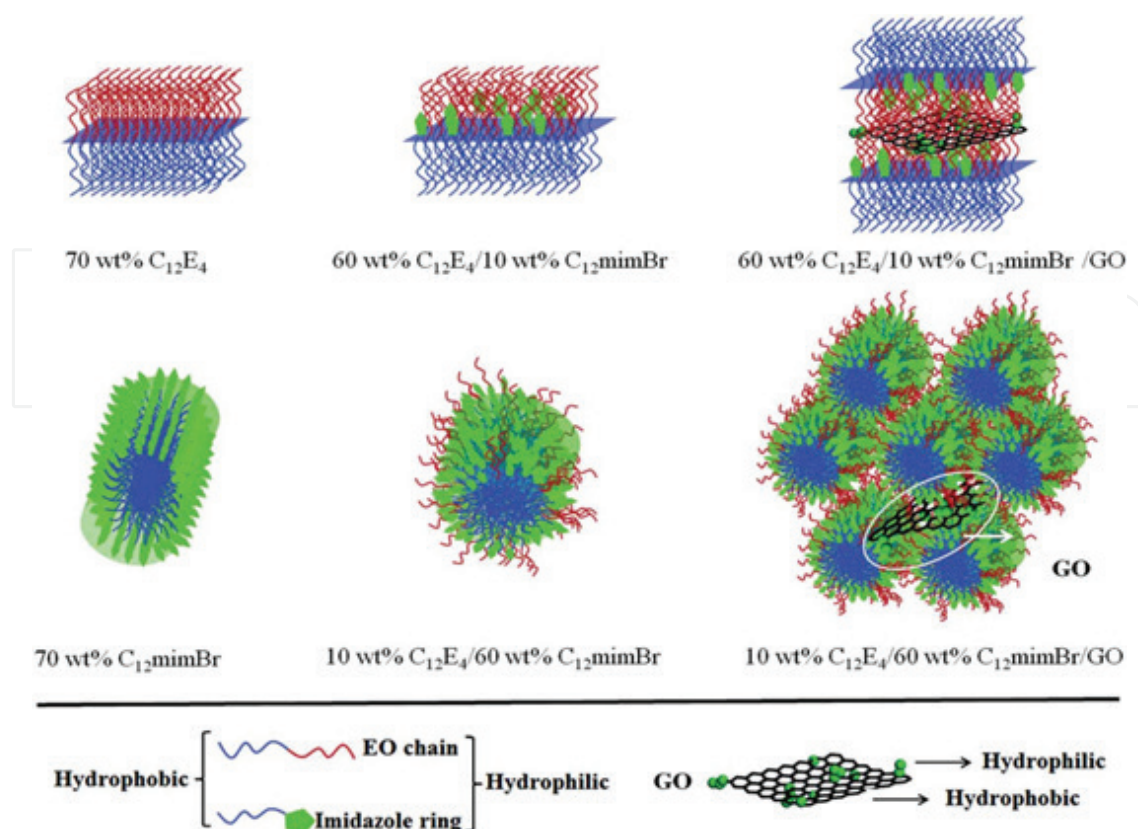 70 wt% C₁₂E₄
60 wt% C₁₂E₄/10 wt% C₁₂mimBr
60 wt% C₁₂E₄/10 wt% C₁₂mimBr /GO
GO
70 wt% C₁₂mimBr
10 wt% C₁₂E₄/60 wt% C₁₂mimBr
10 wt% C₁₂E₄/60 wt% C₁₂mimBr/GO
Hydrophobic
EO chain
Imidazole ring
Hydrophilic
GO
Hydrophilic
Hydrophobic